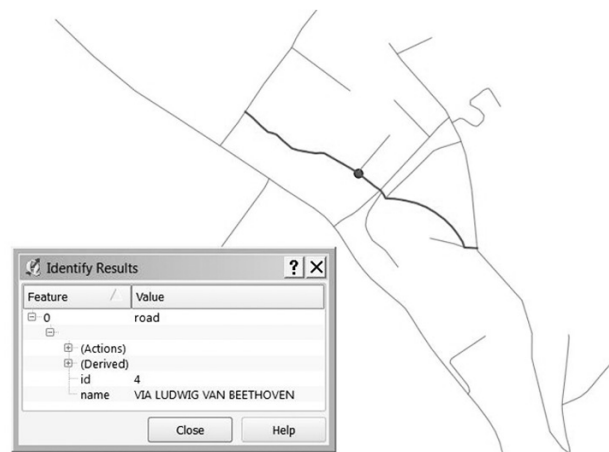 Identify Results
? X
Feature Value
0 road
(Actions)
(Derived)
id 4
name VIA LUDWIG VAN BEETHOVEN
Close Help